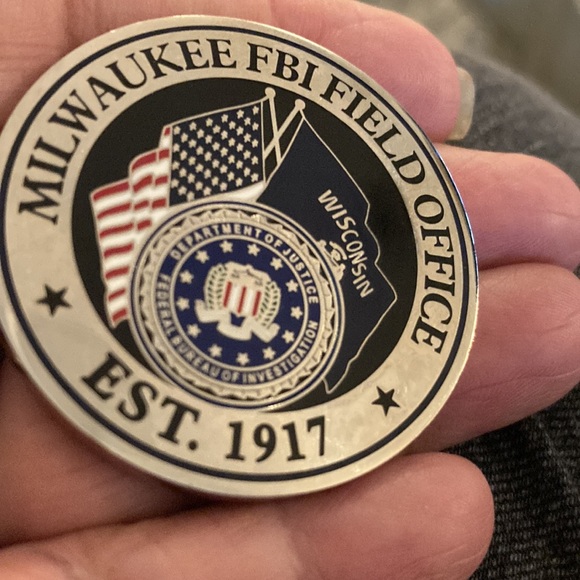 MILWAUKEE FBI FIELD OFFICE
WISCONSIN
DEPARTMENT OF JUSTICE
FEDERAL BUREAU OF INVESTIGATION
EST. 1917